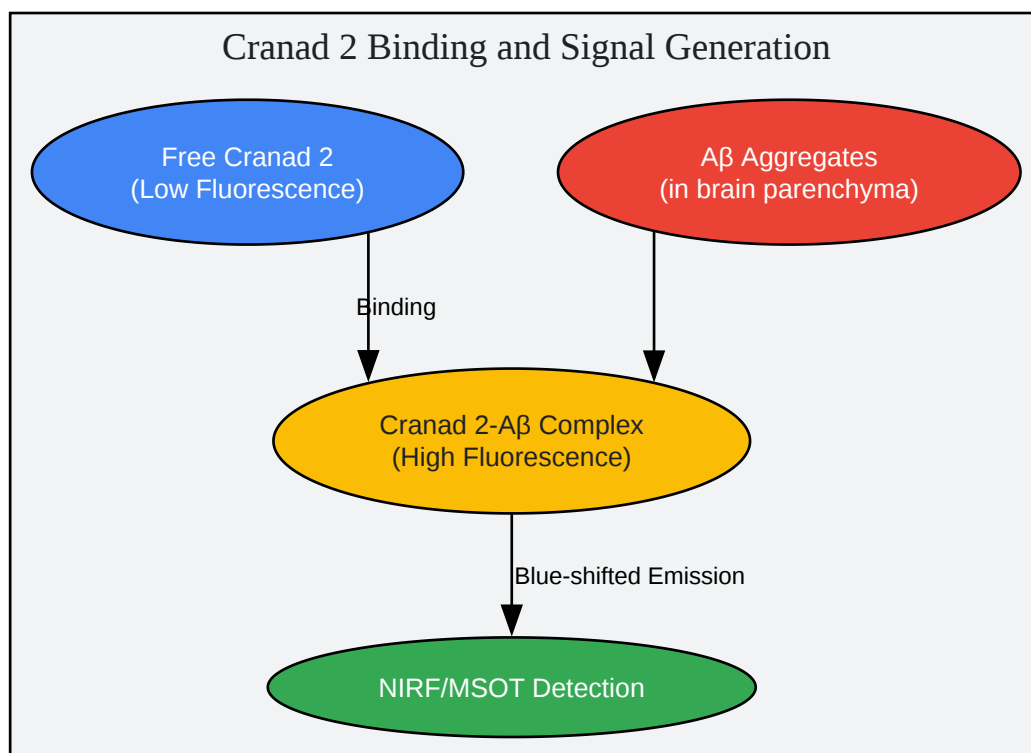 Cranad 2 Binding and Signal Generation
Free Cranad 2
(Low Fluorescence)
Aβ Aggregates
(in brain parenchyma)
Binding
Cranad 2-Aβ Complex
(High Fluorescence)
Blue-shifted Emission
NIRF/MSOT Detection